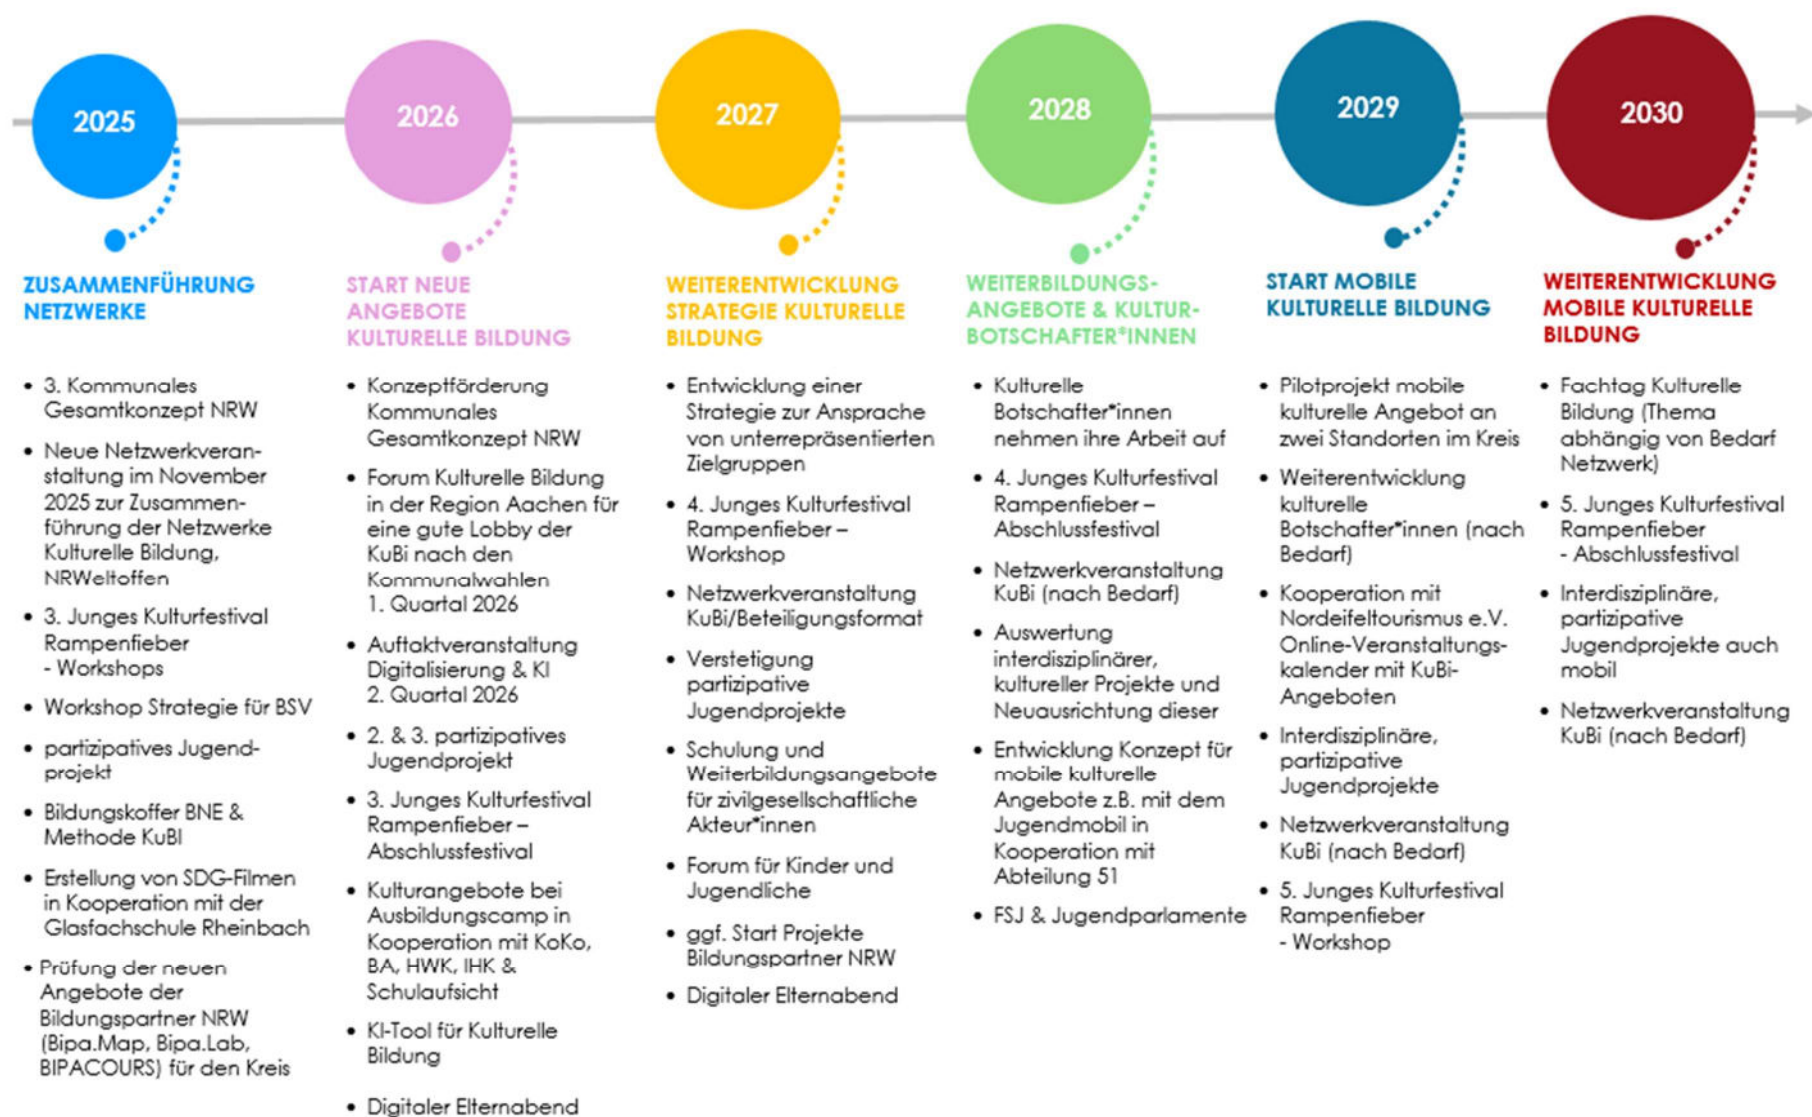 2025
2026
2027
2028
2029
2030
ZUSAMMENFÜHRUNG
NETZWERKE
• 3. Kommunales
Gesamtkonzept NRW
• Neue Netzwerkveran-
staltung im November
2025 zur Zusammen-
führung der Netzwerke
Kulturelle Bildung,
NRWeltoffen
• 3. Junges Kulturfestival
Rampenfieber
- Workshops
• Workshop Strategie für BSV
• partizipatives Jugend-
projekt
• Bildungskoffer BNE &
Methode KuBI
• Erstellung von SDG-Filmen
in Kooperation mit der
Glasfachschule Rheinbach
• Prüfung der neuen
Angebote der
Bildungspartner NRW
(Bipa.Map, Bipa.Lab,
BIPACOURS) für den Kreis
START NEUE
ANGEBOTE
KULTURELLE BILDUNG
• Konzeptförderung
Kommunales
Gesamtkonzept NRW
• Forum Kulturelle Bildung
in der Region Aachen für
eine gute Lobby der
KuBi nach den
Kommunalwahlen
1. Quartal 2026
• Auftaktveranstaltung
Digitalisierung & KI
2. Quartal 2026
• 2. & 3. partizipatives
Jugendprojekt
• 3. Junges Kulturfestival
Rampenfieber –
Abschlussfestival
• Kulturangebote bei
Ausbildungscamp in
Kooperation mit KoKo,
BA, HWK, IHK &
Schulaufsicht
• KI-Tool für Kulturelle
Bildung
• Digitaler Elternabend
WEITERENTWICKLUNG
STRATEGIE KULTURELLE
BILDUNG
• Entwicklung einer
Strategie zur Ansprache
von unterrepräsentierten
Zielgruppen
• 4. Junges Kulturfestival
Rampenfieber –
Workshop
• Netzwerkveranstaltung
KuBi/Beteiligungsformat
• Verstetigung
partizipative
Jugendprojekte
• Schulung und
Weiterbildungsangebote
für zivilgesellschaftliche
Akteur*innen
• Forum für Kinder und
Jugendliche
• ggf. Start Projekte
Bildungspartner NRW
• Digitaler Elternabend
WEITERBILDUNGS-
ANGEBOTE & KULTUR-
BOTSCHAFTER*INNEN
• Kulturelle
Botschafter*innen
nehmen ihre Arbeit auf
• 4. Junges Kulturfestival
Rampenfieber –
Abschlussfestival
• Netzwerkveranstaltung
KuBi (nach Bedarf)
• Auswertung
interdisziplinärer,
kultureller Projekte und
Neuausrichtung dieser
• Entwicklung Konzept für
mobile kulturelle
Angebote z.B. mit dem
Jugendmobil in
Kooperation mit
Abteilung 51
• FSJ & Jugendparlamente
START MOBILE
KULTURELLE BILDUNG
• Pilotprojekt mobile
kulturelle Angebot an
zwei Standorten im Kreis
• Weiterentwicklung
kulturelle
Botschafter*innen (nach
Bedarf)
• Kooperation mit
Nordeifeltourismus e.V.
Online-Veranstaltungs-
kalender mit KuBi-
Angeboten
• Interdisziplinäre,
partizipative
Jugendprojekte
• Netzwerkveranstaltung
KuBi (nach Bedarf)
• 5. Junges Kulturfestival
Rampenfieber
- Workshop
WEITERENTWICKLUNG
MOBILE KULTURELLE
BILDUNG
• Fachtag Kulturelle
Bildung (Thema
abhängig von Bedarf
Netzwerk)
• 5. Junges Kulturfestival
Rampenfieber
- Abschlussfestival
• Interdisziplinäre,
partizipative
Jugendprojekte auch
mobil
• Netzwerkveranstaltung
KuBi (nach Bedarf)